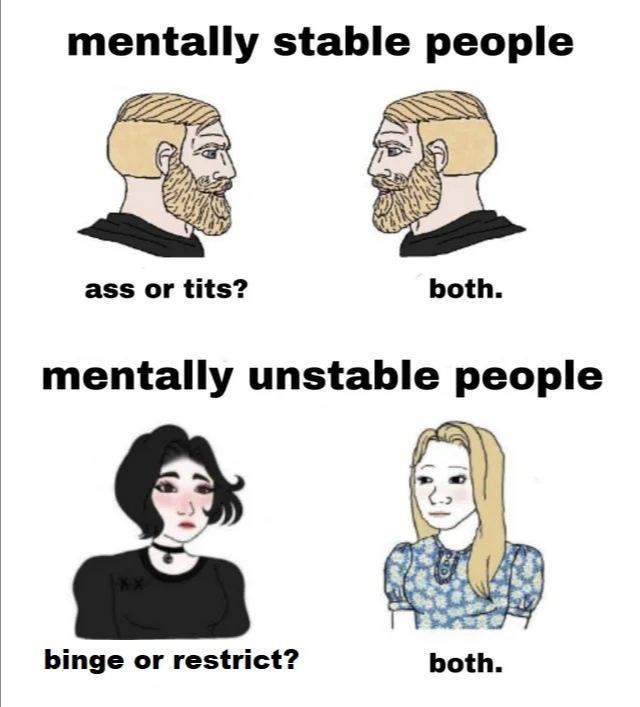 mentally stable people
ass or tits? both.
mentally unstable people
binge or restrict? both.